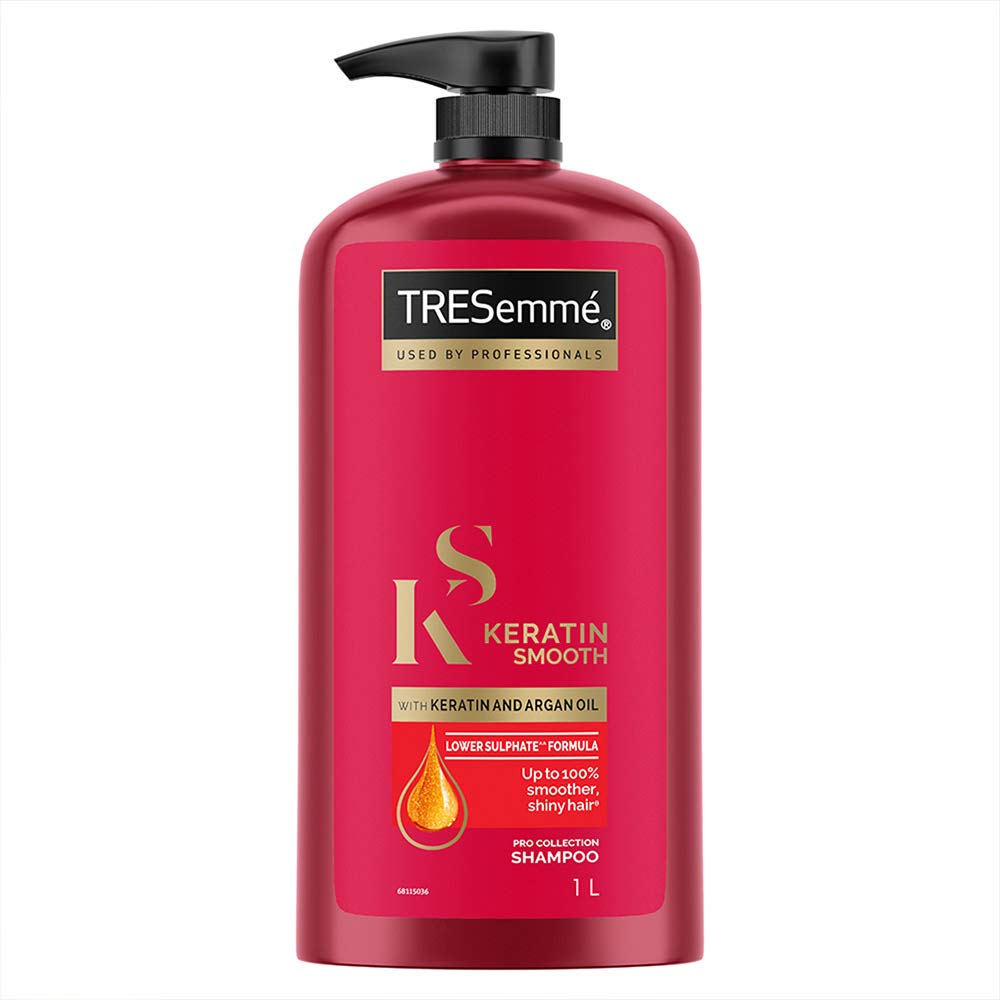 TRESemmé®
USED BY PROFESSIONALS
KS
KERATIN
SMOOTH
WITH KERATIN AND ARGAN OIL
LOWER SULPHATE^^ FORMULA
Up to 100%
smoother,
shiny hair
PRO COLLECTION
SHAMPOO
68115036
1 L